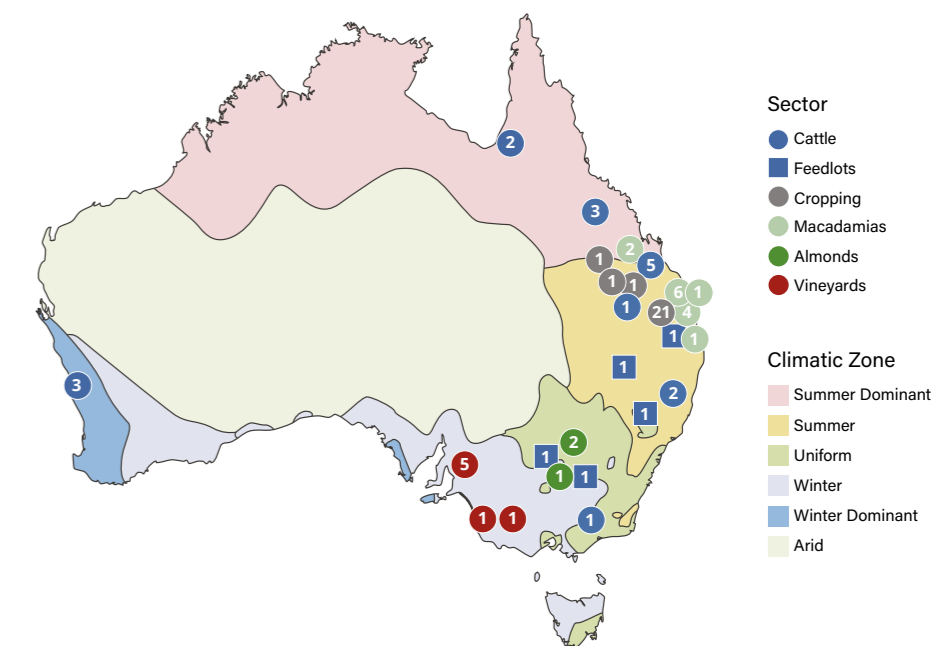 Sector
Cattle
Feedlots
Cropping
Macadamias
Almonds
Vineyards
Climatic Zone
Summer Dominant
Summer
Uniform
Winter
Winter Dominant
Arid
2
3
2
1
5
1
1
6
1
1
21
4
1
1
1
3
2
1
2
1
5
1
1
1
1
1